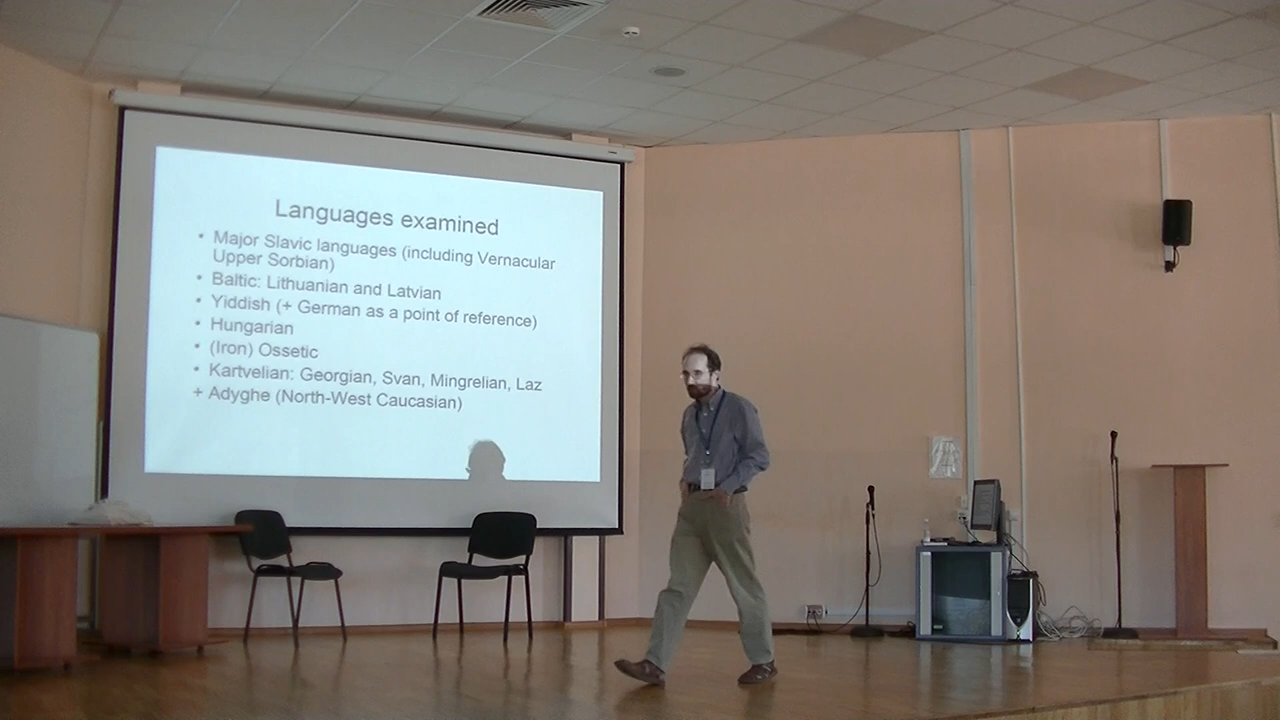 Languages examined
• Major Slavic languages (including Vernacular
Upper Sorbian)
• Baltic: Lithuanian and Latvian
• Yiddish (+ German as a point of reference)
• Hungarian
• (Iron) Ossetic
• Kartvelian: Georgian, Svan, Mingrelian, Laz
+ Adyghe (North-West Caucasian)